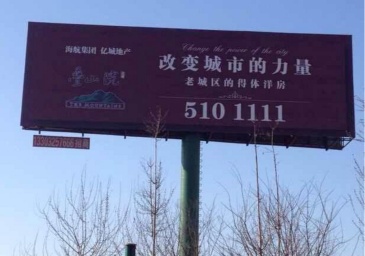 海航集团 亿城地产
Change the power of the city
改变城市的力量
老城区的得体洋房
510 1111